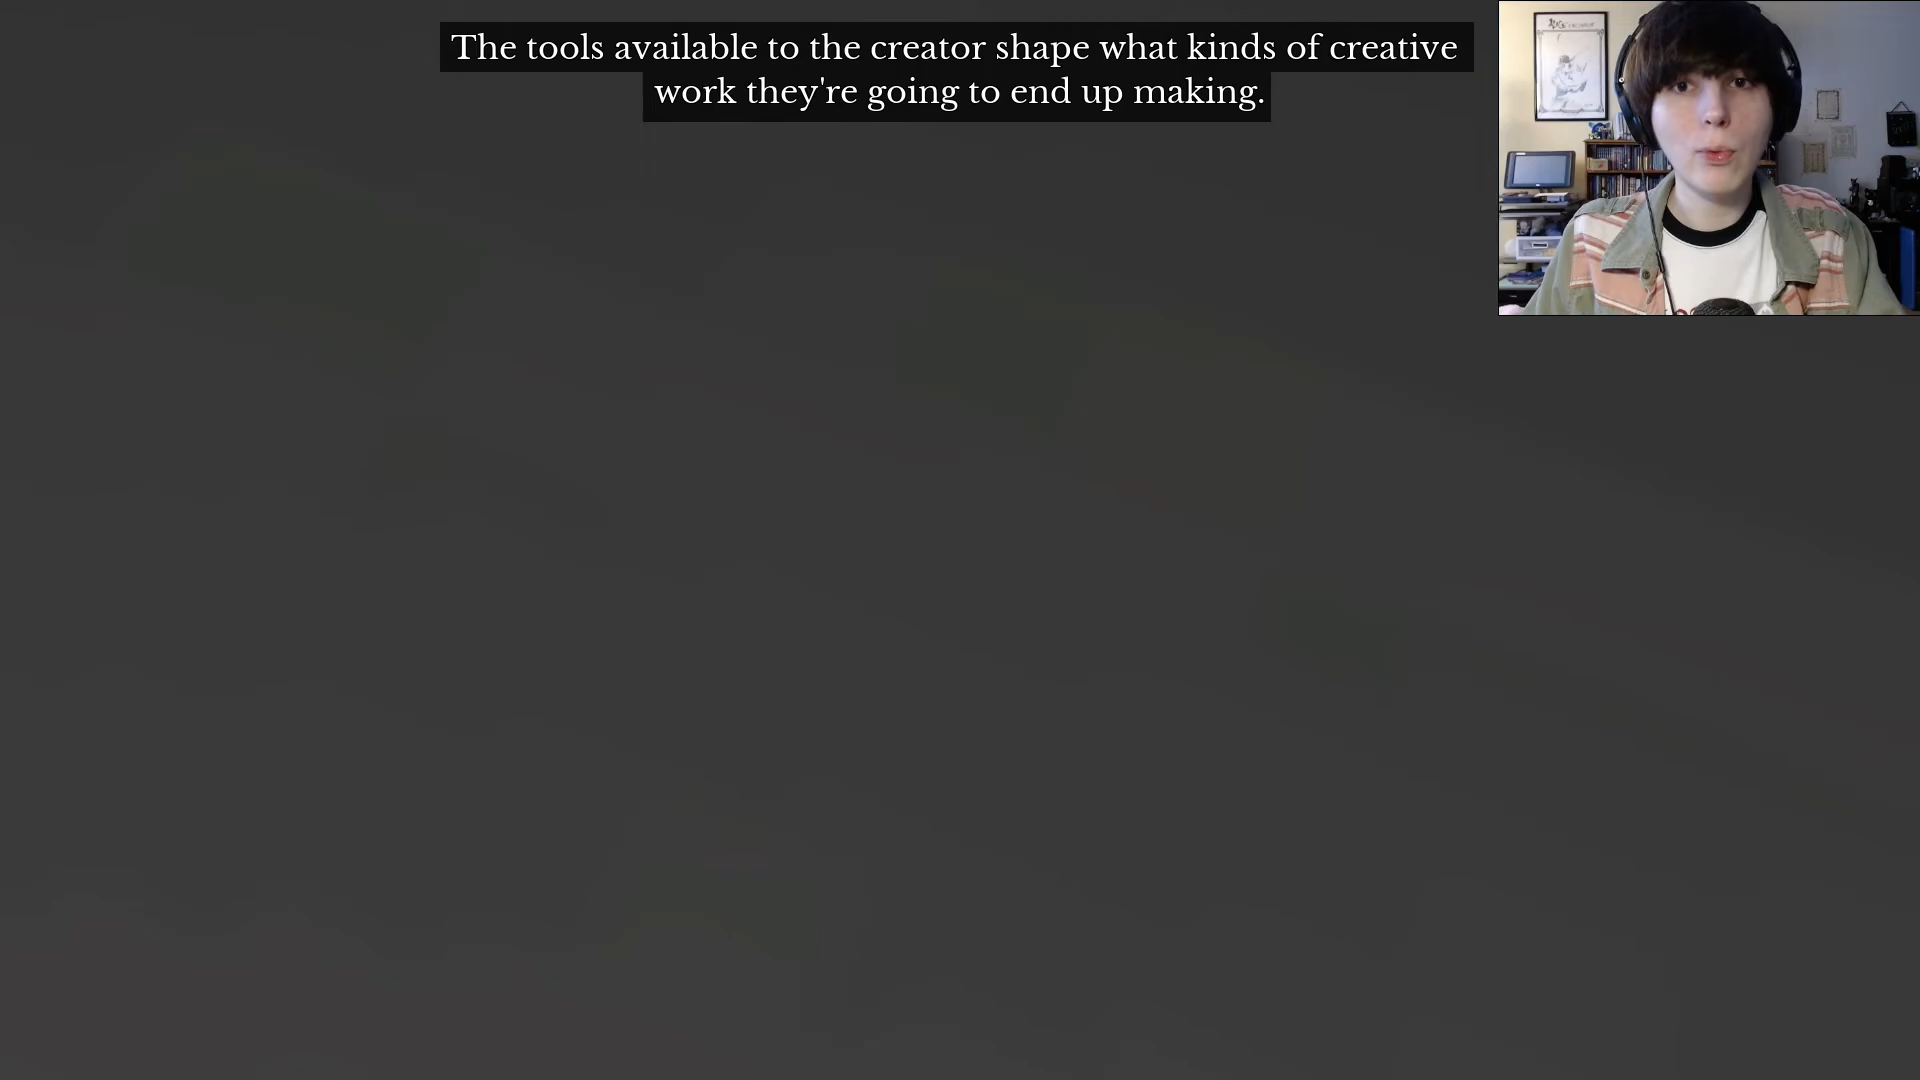 The tools available to the creator shape what kinds of creative
work they're going to end up making.